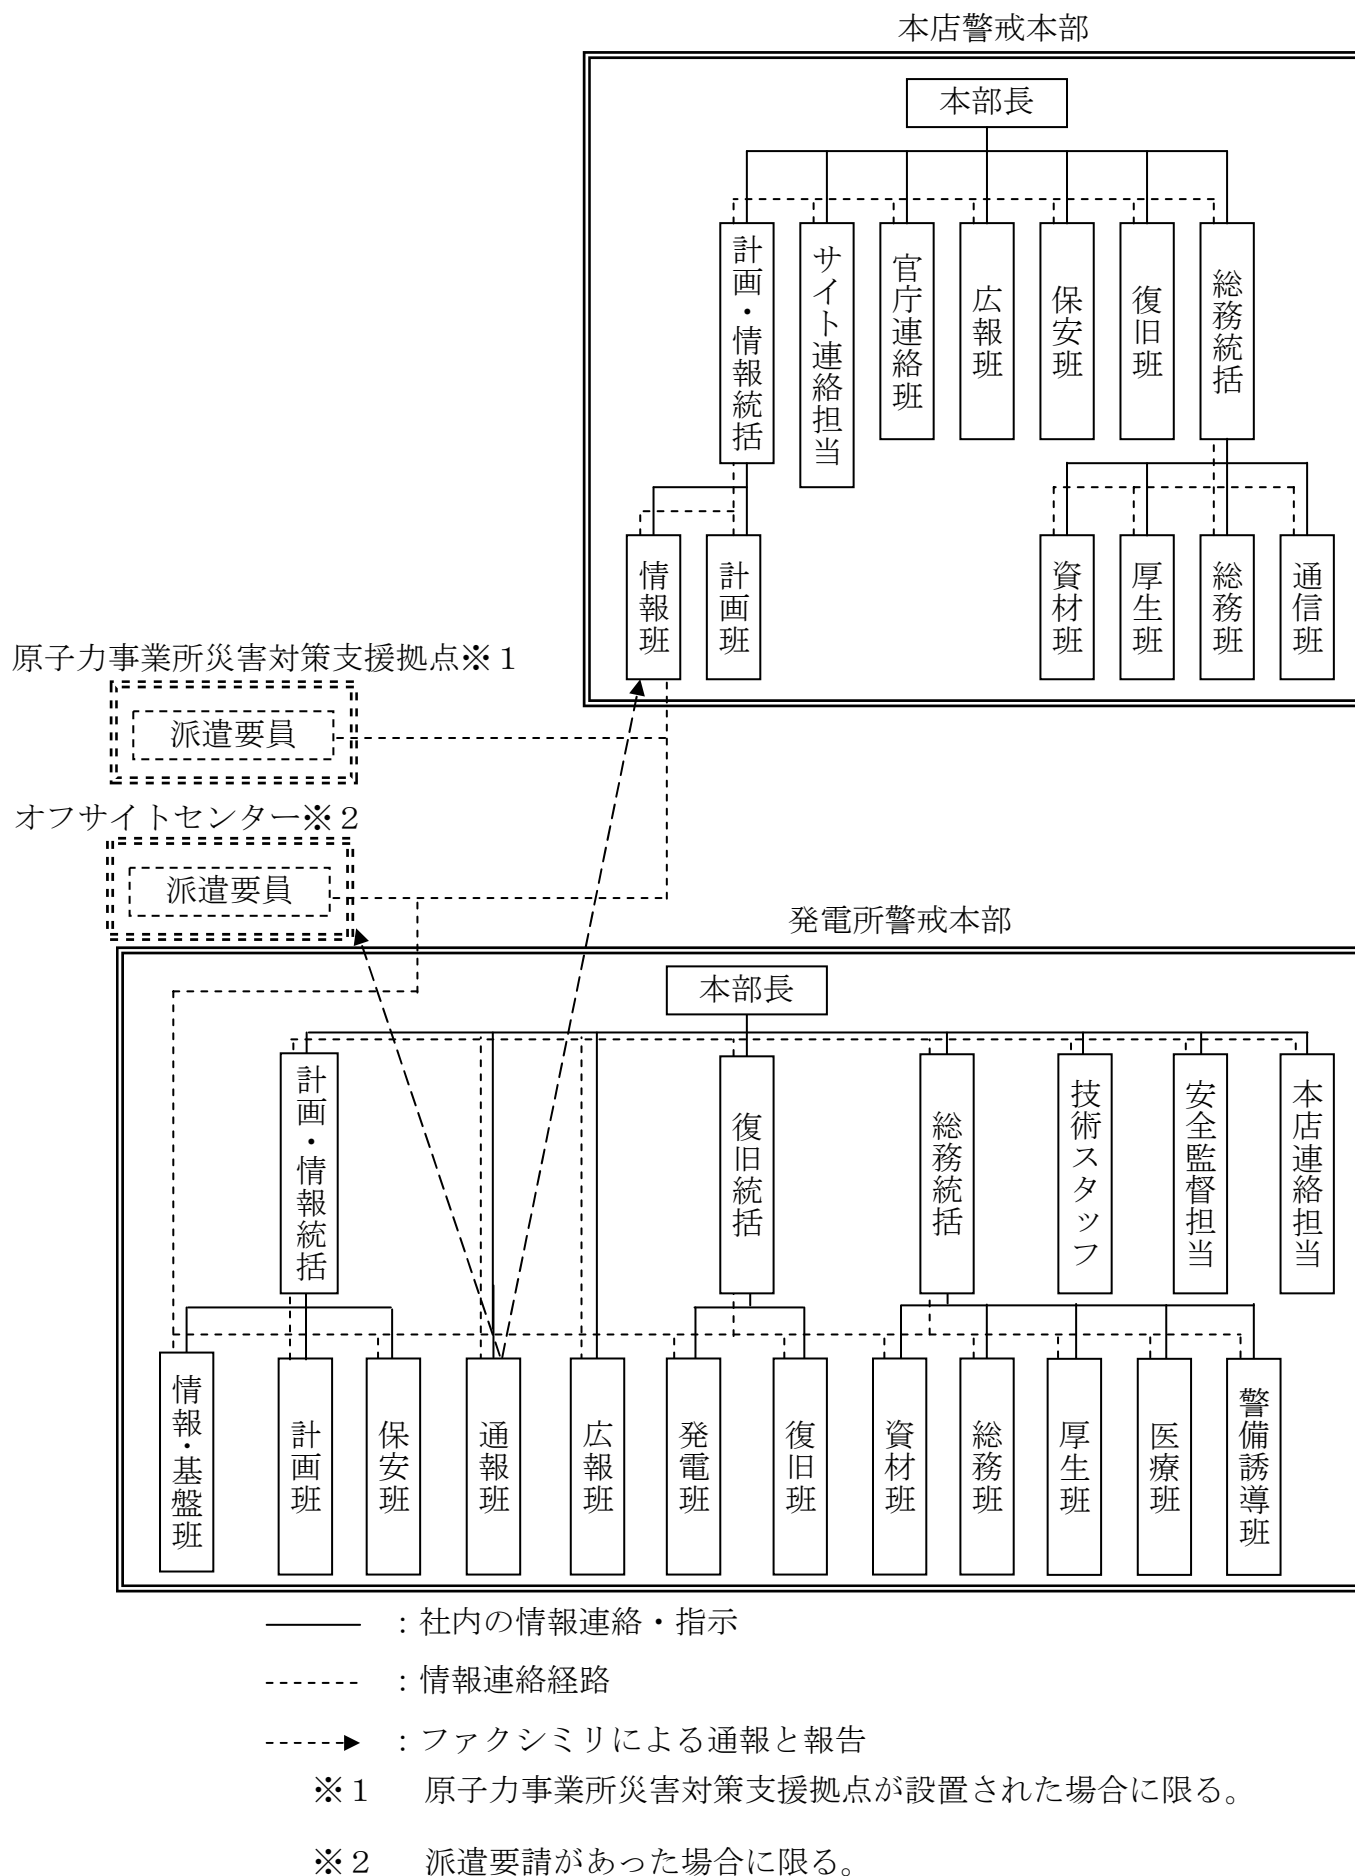 本店警戒本部
本部長
計画・情報統括
サイト連絡担当
官庁連絡班
広報班
保安班
復旧班
総務統括
情報班
計画班
資材班
厚生班
総務班
通信班
原子力事業所災害対策支援拠点※1
派遣要員
オフサイトセンター※2
派遣要員
発電所警戒本部
本部長
計画・情報統括
復旧統括
総務統括
技術スタッフ
安全監督担当
本店連絡担当
情報・基盤班
計画班
保安班
通報班
広報班
発電班
復旧班
資材班
総務班
厚生班
医療班
警備誘導班
：社内の情報連絡・指示
：情報連絡経路
：ファクシミリによる通報と報告
※1 原子力事業所災害対策支援拠点が設置された場合に限る。
※2 派遣要請があった場合に限る。